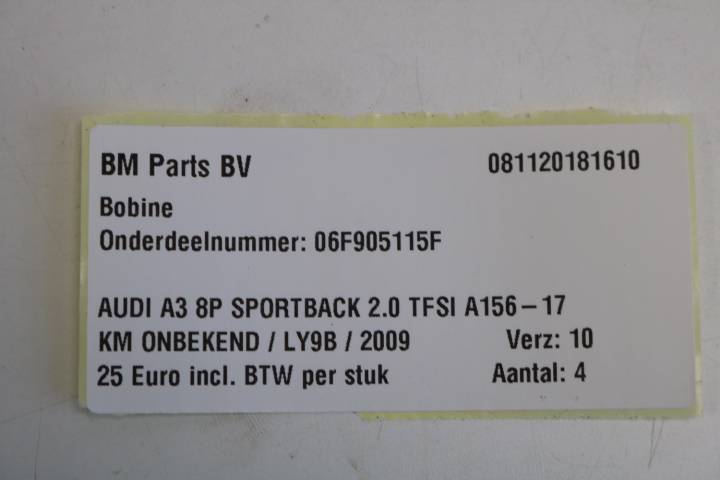 BM Parts BV 081120181610
Bobine
Onderdeelnummer: 06F905115F
AUDI A3 8P SPORTBACK 2.0 TFSI A156-17
KM ONBEKEND / LY9B / 2009 Verz: 10
25 Euro incl. BTW per stuk Aantal: 4